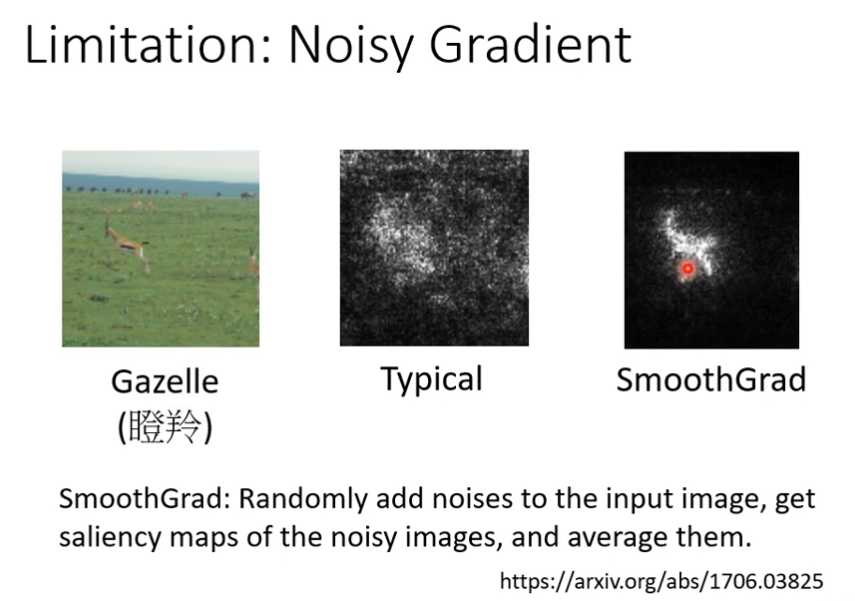 Limitation: Noisy Gradient
Gazelle
(瞪羚)
Typical
SmoothGrad
SmoothGrad: Randomly add noises to the input image, get
saliency maps of the noisy images, and average them.
https://arxiv.org/abs/1706.03825